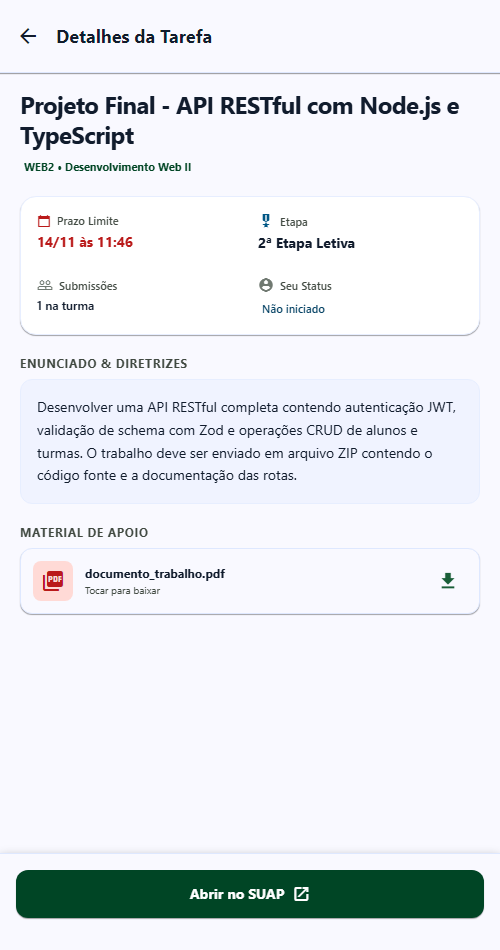 Detalhes da Tarefa
Projeto Final - API RESTful com Node.js e
TypeScript
WEB2 • Desenvolvimento Web II
Prazo Limite
14/11 às 11:46
Etapa
2ª Etapa Letiva
Submissões
1 na turma
Seu Status
Não iniciado
ENUNCIADO & DIRETRIZES
Desenvolver uma API RESTful completa contendo autenticação JWT,
validação de schema com Zod e operações CRUD de alunos e
turmas. O trabalho deve ser enviado em arquivo ZIP contendo o
código fonte e a documentação das rotas.
MATERIAL DE APOIO
PDF
documento_trabalho.pdf
Tocar para baixar
Abrir no SUAP